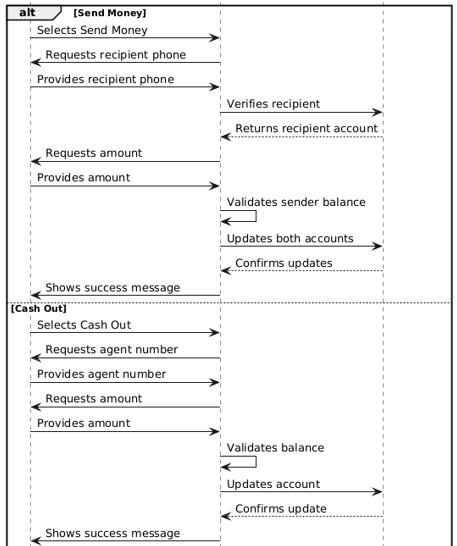 alt [Send Money]
Selects Send Money
Requests recipient phone
Provides recipient phone
Verifies recipient
Returns recipient account
Requests amount
Provides amount
Validates sender balance
Updates both accounts
Confirms updates
Shows success message
[Cash Out]
Selects Cash Out
Requests agent number
Provides agent number
Requests amount
Provides amount
Validates balance
Updates account
Confirms update
Shows success message